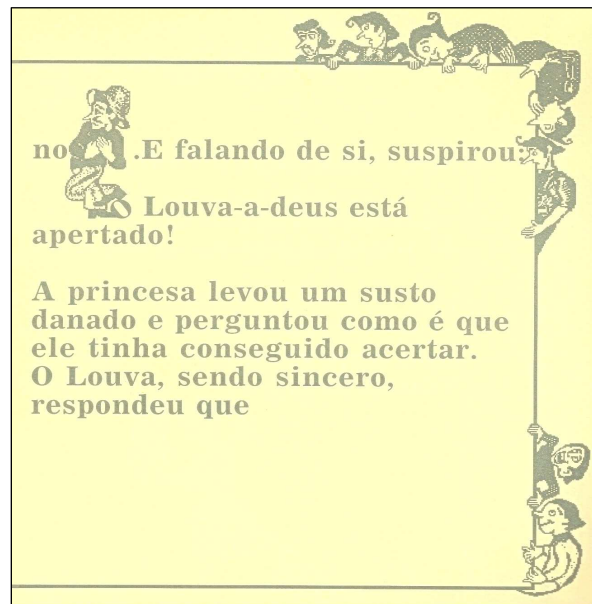 no .E falando de si, suspirou:
O Louva-a-deus está
apertado!
A princesa levou um susto
danado e perguntou como é que
ele tinha conseguido acertar.
O Louva, sendo sincero,
respondeu que